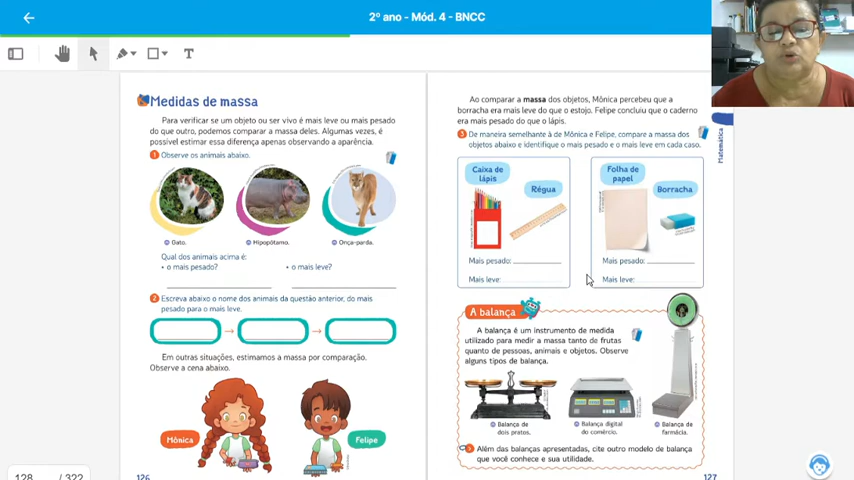 2º ano - Mód. 4 - BNCC
Medidas de massa
Para verificar se um objeto ou ser vivo é mais leve ou mais pesado
do que outro, podemos comparar a massa deles. Algumas vezes, é
possível estimar essa diferença apenas observando a aparência.
1 Observe os animais abaixo.
Gato.
Hipopótamo.
Onça-parda.
Qual dos animais acima é:
• o mais pesado?
• o mais leve?
2 Escreva abaixo o nome dos animais da questão anterior, do mais
pesado para o mais leve.
Em outras situações, estimamos a massa por comparação.
Observe a cena abaixo.
Mônica
Felipe
126
Ao comparar a massa dos objetos, Mônica percebeu que a
borracha era mais leve do que o estojo. Felipe concluiu que o caderno
era mais pesado do que o lápis.
3 De maneira semelhante à de Mônica e Felipe, compare a massa dos
objetos abaixo e identifique o mais pesado e o mais leve em cada caso.
Matemática
Caixa de
lápis
Régua
Mais pesado:
Mais leve:
Folha de
papel
Borracha
Mais pesado:
Mais leve:
A balança
A balança é um instrumento de medida
utilizado para medir a massa tanto de frutas
quanto de pessoas, animais e objetos. Observe
alguns tipos de balança.
Balança de
dois pratos.
Balança digital
do comércio.
Balança de
farmácia.
Além das balanças apresentadas, cite outro modelo de balança
que você conhece e sua utilidade.
127
128 / 322
T